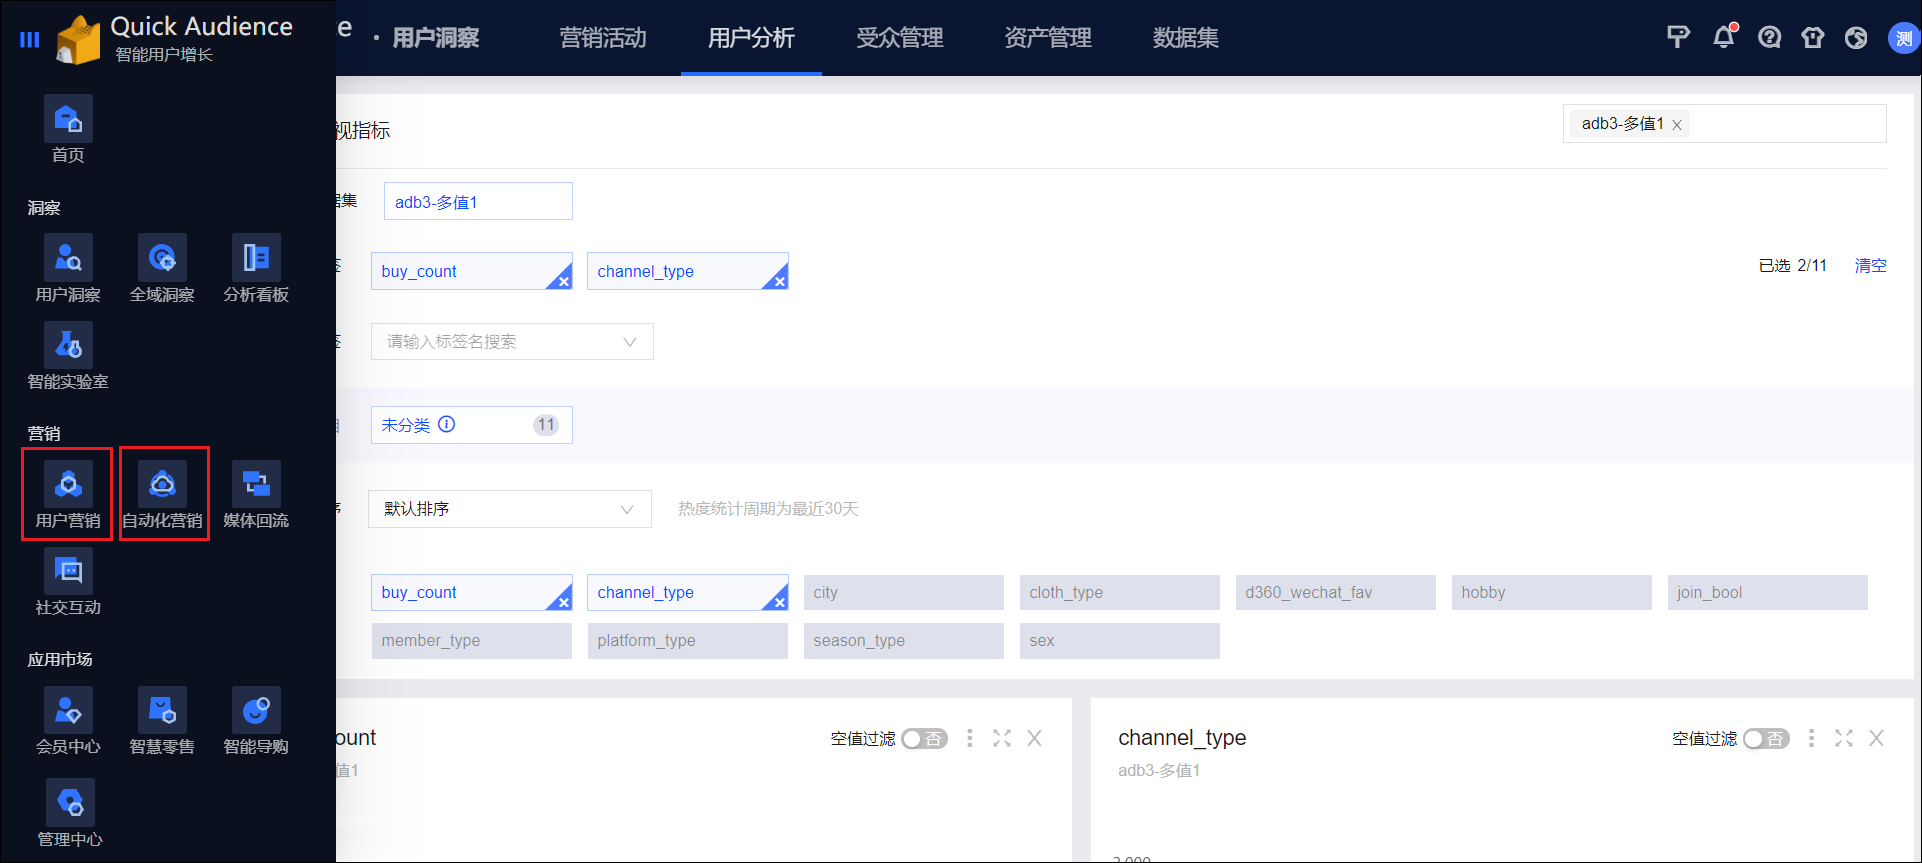 Quick Audience
智能用户增长
首页
洞察
用户洞察
全域洞察
分析看板
智能实验室
营销
用户营销
自动化营销
媒体回流
社交互动
应用市场
会员中心
智慧零售
智能导购
管理中心
ce
· 用户洞察
营销活动
用户分析
受众管理
资产管理
数据集
测
视指标
adb3-多值1 X
据集
adb3-多值1
签
buy_count
channel_type
已选 2/11
清空
签
请输入标签名搜索
目
未分类
11
序
默认排序
热度统计周期为最近30天
buy_count
channel_type
city
cloth_type
d360_wechat_fav
hobby
join_bool
member_type
platform_type
season_type
sex
ount
空值过滤
否
值1
channel_type
空值过滤
否
adb3-多值1